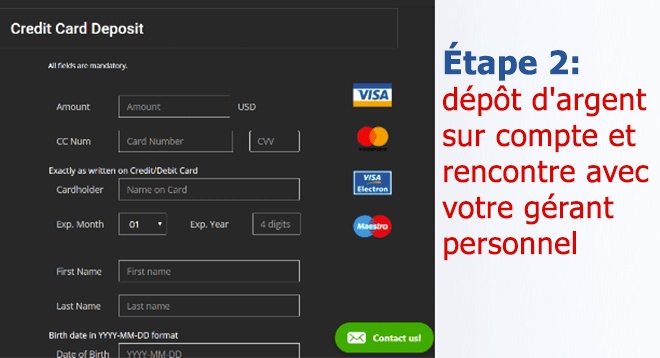 Credit Card Deposit
All fields are mandatory.
Amount Amount USD
CC Num Card Number CVV
Exactly as written on Credit/Debit Card
Cardholder Name on Card
Exp. Month 01 Exp. Year 4 digits
First Name First name
Last Name Last name
Birth date in YYYY-MM-DD format
Date of Birth YYYY-MM-DD
VISA
VISA
Electron
Maestro
Contact us!
Étape 2:
dépôt d'argent
sur compte et
rencontre avec
votre gérant
personnel